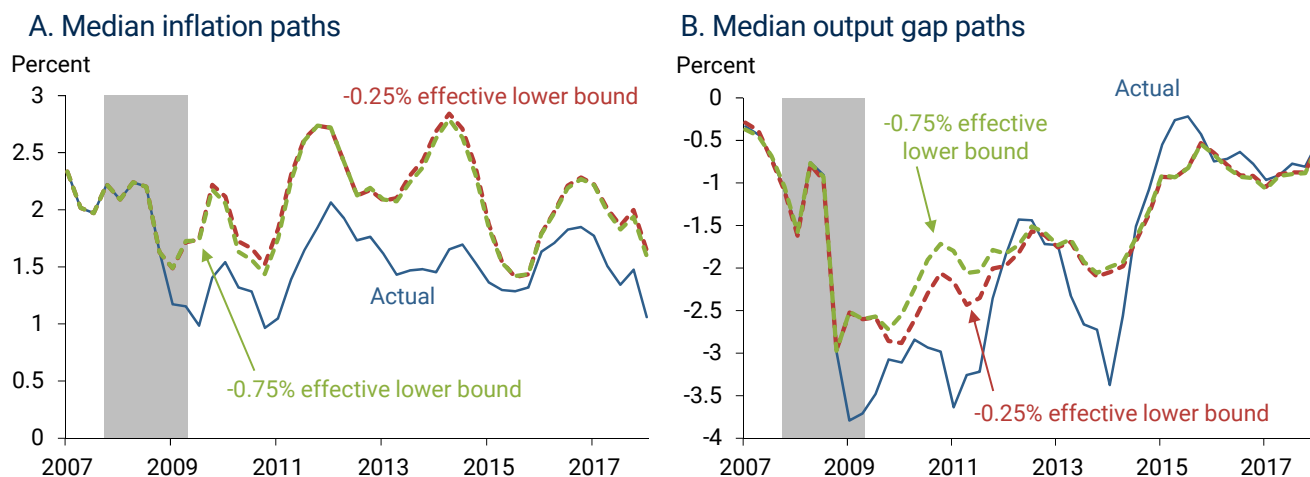 A. Median inflation paths
Percent
3
2.5
2
1.5
1
0.5
0
-0.25% effective lower bound
Actual
-0.75% effective lower bound
2007 2009 2011 2013 2015 2017
B. Median output gap paths
Percent
0
-0.5
-1
-1.5
-2
-2.5
-3
-3.5
-4
Actual
-0.75% effective
lower bound
-0.25% effective lower bound
2007 2009 2011 2013 2015 2017